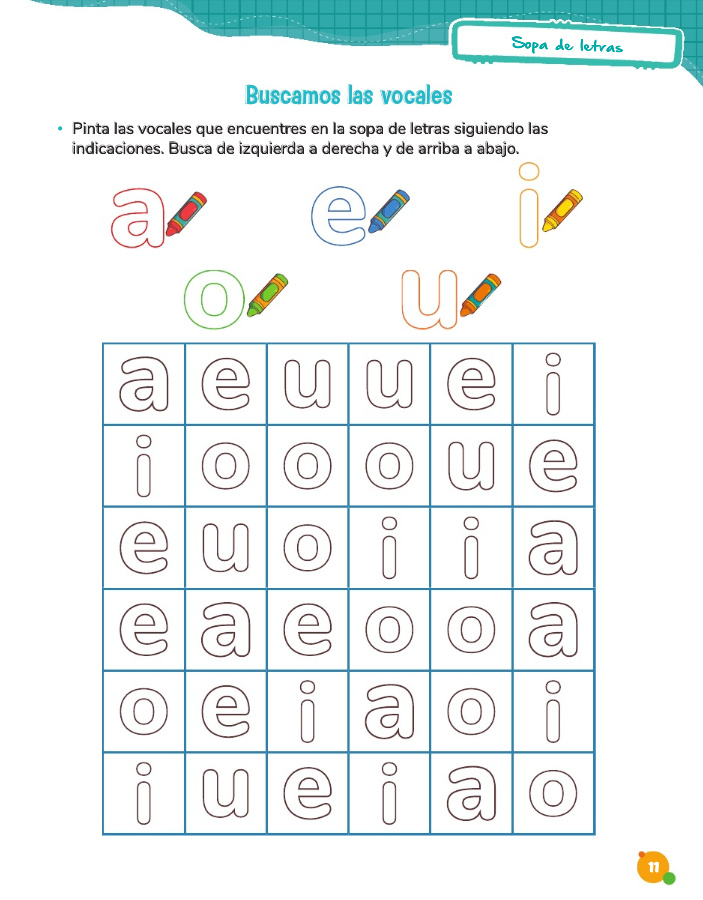 Sopa de letras
Buscamos las vocales
• Pinta las vocales que encuentres en la sopa de letras siguiendo las
indicaciones. Busca de izquierda a derecha y de arriba a abajo.
a e i
o u
a e u u e i
i o o o u e
e u o i i a
e a e o o a
o e i a o i
i u e i a o
11